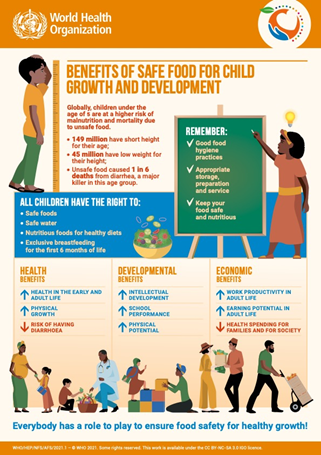 World Health
Organization
BENEFITS OF SAFE FOOD FOR CHILD
GROWTH AND DEVELOPMENT
Globally, children under the
age of 5 are at a higher risk of
malnutrition and mortality due
to unsafe food.
• 149 million have short height
for their age;
• 45 million have low weight for
their height;
• Unsafe food caused 1 in 6
deaths from diarrhea, a major
killer in this age group.
REMEMBER:
Good food
hygiene
practices
Appropriate
storage,
preparation
and service
Keep your
food safe
and nutritious
ALL CHILDREN HAVE THE RIGHT TO:
• Safe foods
• Safe water
• Nutritious foods for healthy diets
• Exclusive breastfeeding
for the first 6 months of life
HEALTH
BENEFITS
HEALTH IN THE EARLY AND
ADULT LIFE
PHYSICAL
GROWTH
RISK OF HAVING
DIARRHOEA
DEVELOPMENTAL
BENEFITS
INTELLECTUAL
DEVELOPMENT
SCHOOL
PERFORMANCE
PHYSICAL
POTENTIAL
ECONOMIC
BENEFITS
WORK PRODUCTIVITY IN
ADULT LIFE
EARNING POTENTIAL IN
ADULT LIFE
HEALTH SPENDING FOR
FAMILIES AND FOR SOCIETY
Everybody has a role to play to ensure food safety for healthy growth!
WHO/HEP/NFS/AFS/2021.1 – © WHO 2021. Some rights reserved. This work is available under the CC BY-NC-SA 3.0 IGO licence.